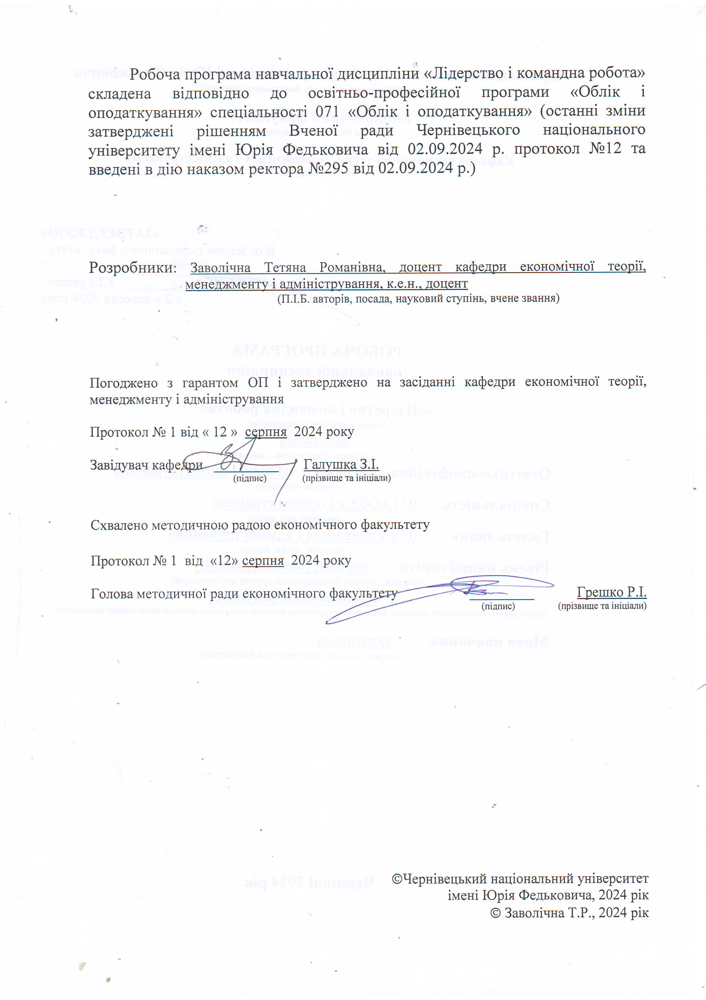 Робоча програма навчальної дисципліни «Лідерство і командна робота»
складена відповідно до освітньо-професійної програми «Облік і
оподаткування» спеціальності 071 «Облік і оподаткування» (останні зміни
затверджені рішенням Вченої ради Чернівецького національного
університету імені Юрія Федьковича від 02.09.2024 р. протокол №12 та
введені в дію наказом ректора №295 від 02.09.2024 р.)
Розробники: Заволічна Тетяна Романівна, доцент кафедри економічної теорії,
менеджменту і адміністрування, к.е.н., доцент
(П.І.Б. авторів, посада, науковий ступінь, вчене звання)
Погоджено з гарантом ОП і затверджено на засіданні кафедри економічної теорії,
менеджменту і адміністрування
Протокол № 1 від « 12 » серпня 2024 року
Завідувач кафедри Галушка З.І.
(підпис) (прізвище та ініціали)
Схвалено методичною радою економічного факультету
Протокол № 1 від «12» серпня 2024 року
Голова методичної ради економічного факультету Грешко Р.І.
(підпис) (прізвище та ініціали)
©Чернівецький національний університет
імені Юрія Федьковича, 2024 рік
© Заволічна Т.Р., 2024 рік